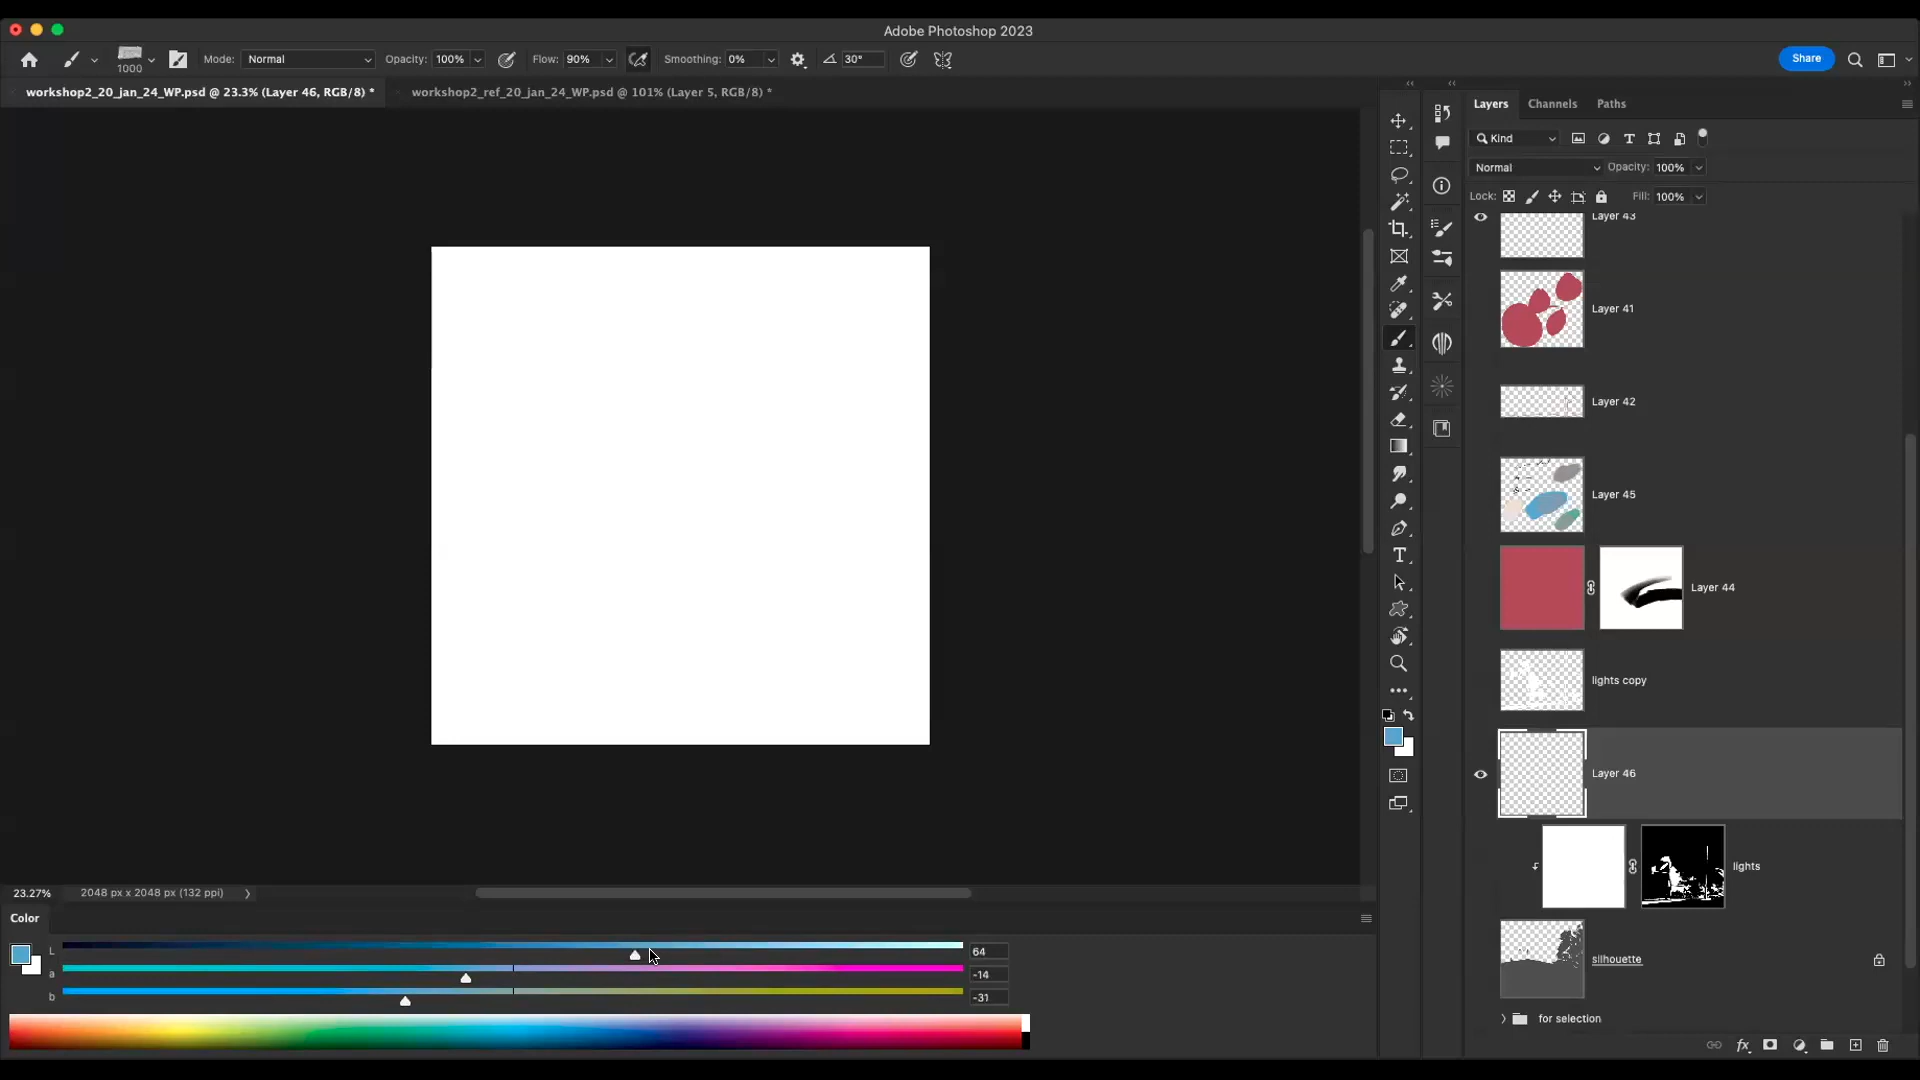 Adobe Photoshop 2023
1000
Mode: Normal
Opacity: 100%
Flow: 90%
Smoothing: 0%
30°
Share
workshop2_20_jan_24_WP.psd @ 23.3% (Layer 46, RGB/8) *
workshop2_ref_20_jan_24_WP.psd @ 101% (Layer 5, RGB/8) *
Layers
Channels
Paths
Kind
Normal
Opacity: 100%
Lock:
Fill: 100%
Layer 43
Layer 41
Layer 42
Layer 45
Layer 44
lights copy
Layer 46
lights
silhouette
for selection
23.27%
2048 px x 2048 px (132 ppi)
Color
L
64
a
-14
b
-31